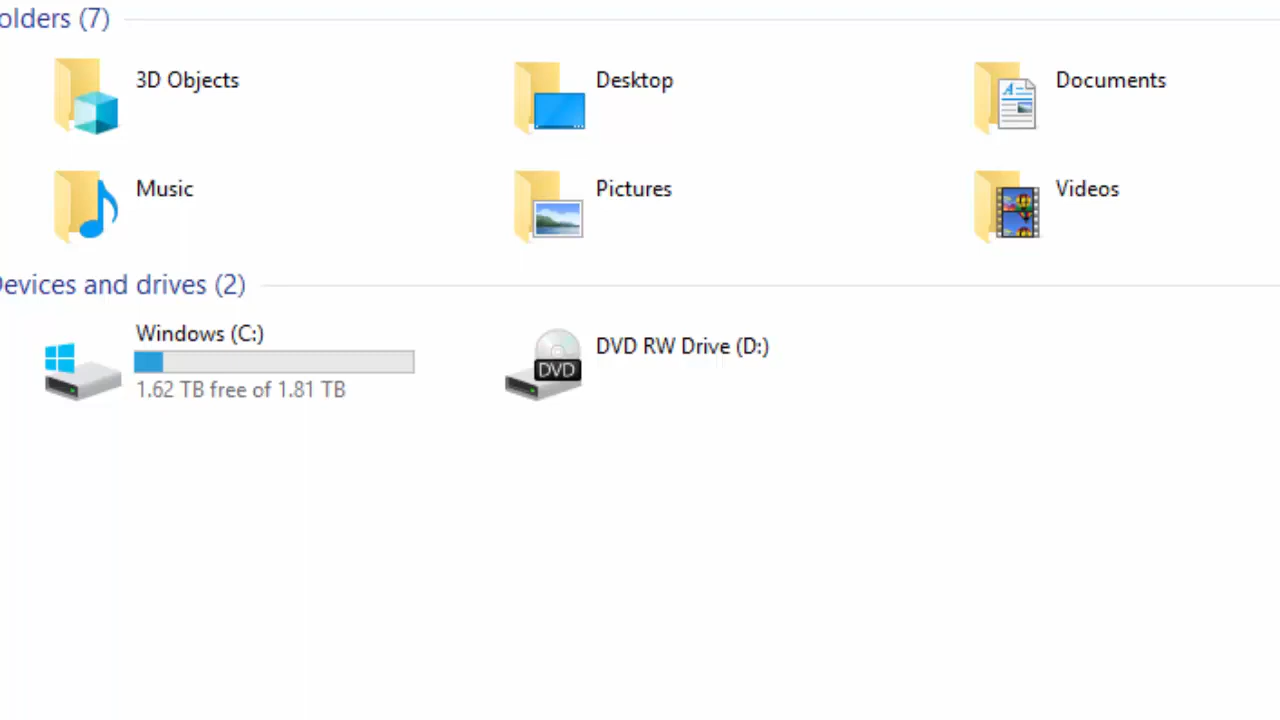 olders (7)
3D Objects
Desktop
Documents
Music
Pictures
Videos
Devices and drives (2)
Windows (C:)
1.62 TB free of 1.81 TB
DVD RW Drive (D:)
DVD